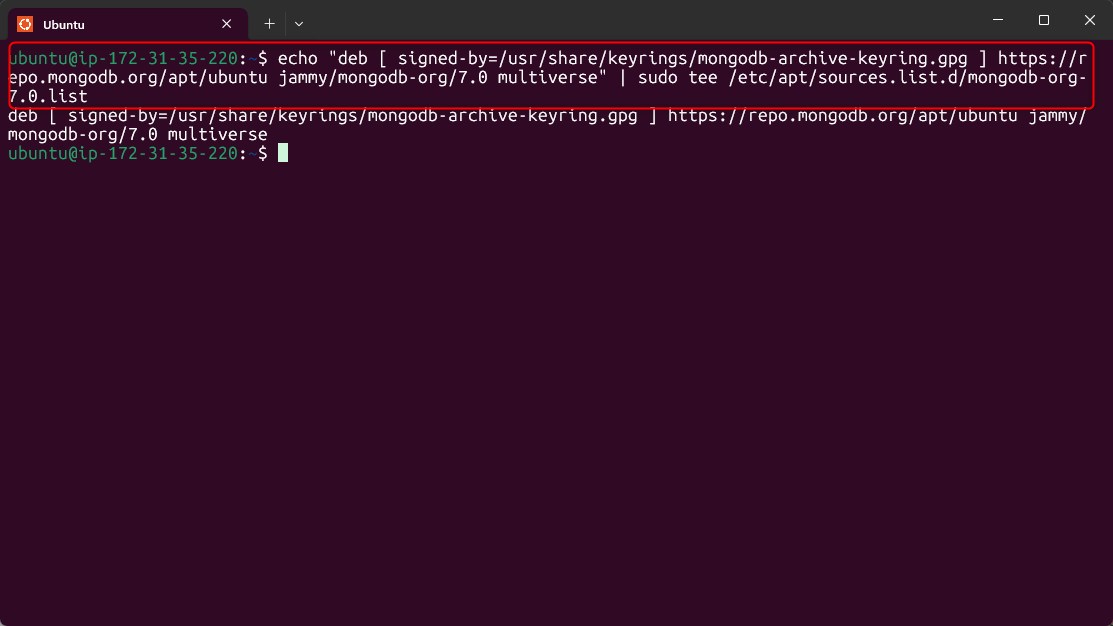 Ubuntu
ubuntu@ip-172-31-35-220:~$ echo "deb [ signed-by=/usr/share/keyrings/mongodb-archive-keyring.gpg ] https://r
epo.mongodb.org/apt/ubuntu jammy/mongodb-org/7.0 multiverse" | sudo tee /etc/apt/sources.list.d/mongodb-org-
7.0.list
deb [ signed-by=/usr/share/keyrings/mongodb-archive-keyring.gpg ] https://repo.mongodb.org/apt/ubuntu jammy/
mongodb-org/7.0 multiverse
ubuntu@ip-172-31-35-220:~$